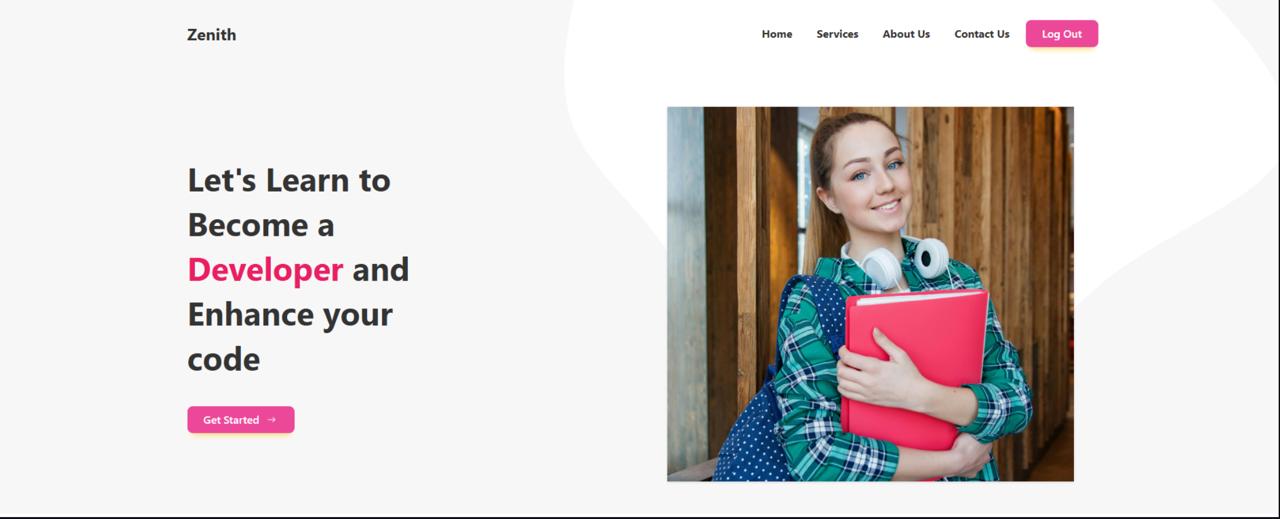 Zenith
Home
Services
About Us
Contact Us
Log Out
Let's Learn to
Become a
Developer and
Enhance your
code
Get Started →